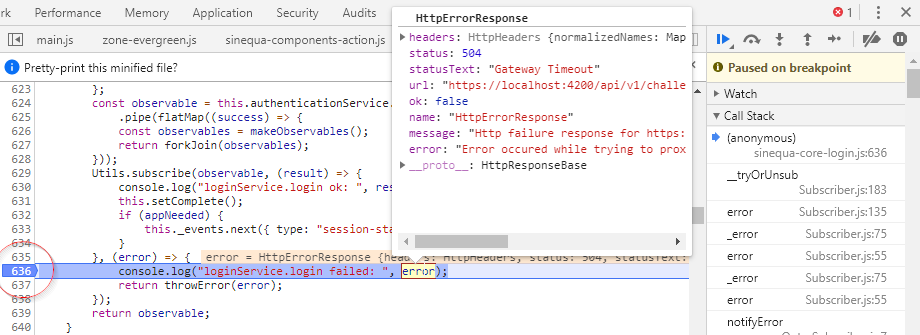 Performance Memory Application Security Audits
1
main.js zone-evergreen.js sinequa-components-action.js
Pretty-print this minified file?
HttpErrorResponse
headers: HttpHeaders {normalizedNames: Map
status: 504
statusText: "Gateway Timeout"
url: "https://localhost:4200/api/v1/challe
ok: false
name: "HttpErrorResponse"
message: "Http failure response for https:
error: "Error occured while trying to prox
__proto__: HttpResponseBase
623 };
624 const observable = this.authenticationService.
625 .pipe(flatMap((success) => {
626 const observables = makeObservables();
627 return forkJoin(observables);
628 }));
629 Utils.subscribe(observable, (result) => {
630 console.log("loginService.login ok: ", res
631 this.setComplete();
632 if (appNeeded) {
633 this._events.next({ type: "session-sta
634 }
635 }, (error) => { error = HttpErrorResponse {headers: HttpHeaders, status: 504, statusText:
636 console.log("loginService.login failed: ", error);
637 return throwError(error);
638 });
639 return observable;
640 }
Paused on breakpoint
Watch
Call Stack
(anonymous)
sinequa-core-login.js:636
__tryOrUnsub
Subscriber.js:183
error
Subscriber.js:135
_error
Subscriber.js:75
error
Subscriber.js:55
_error
Subscriber.js:75
error
Subscriber.js:55
notifyError